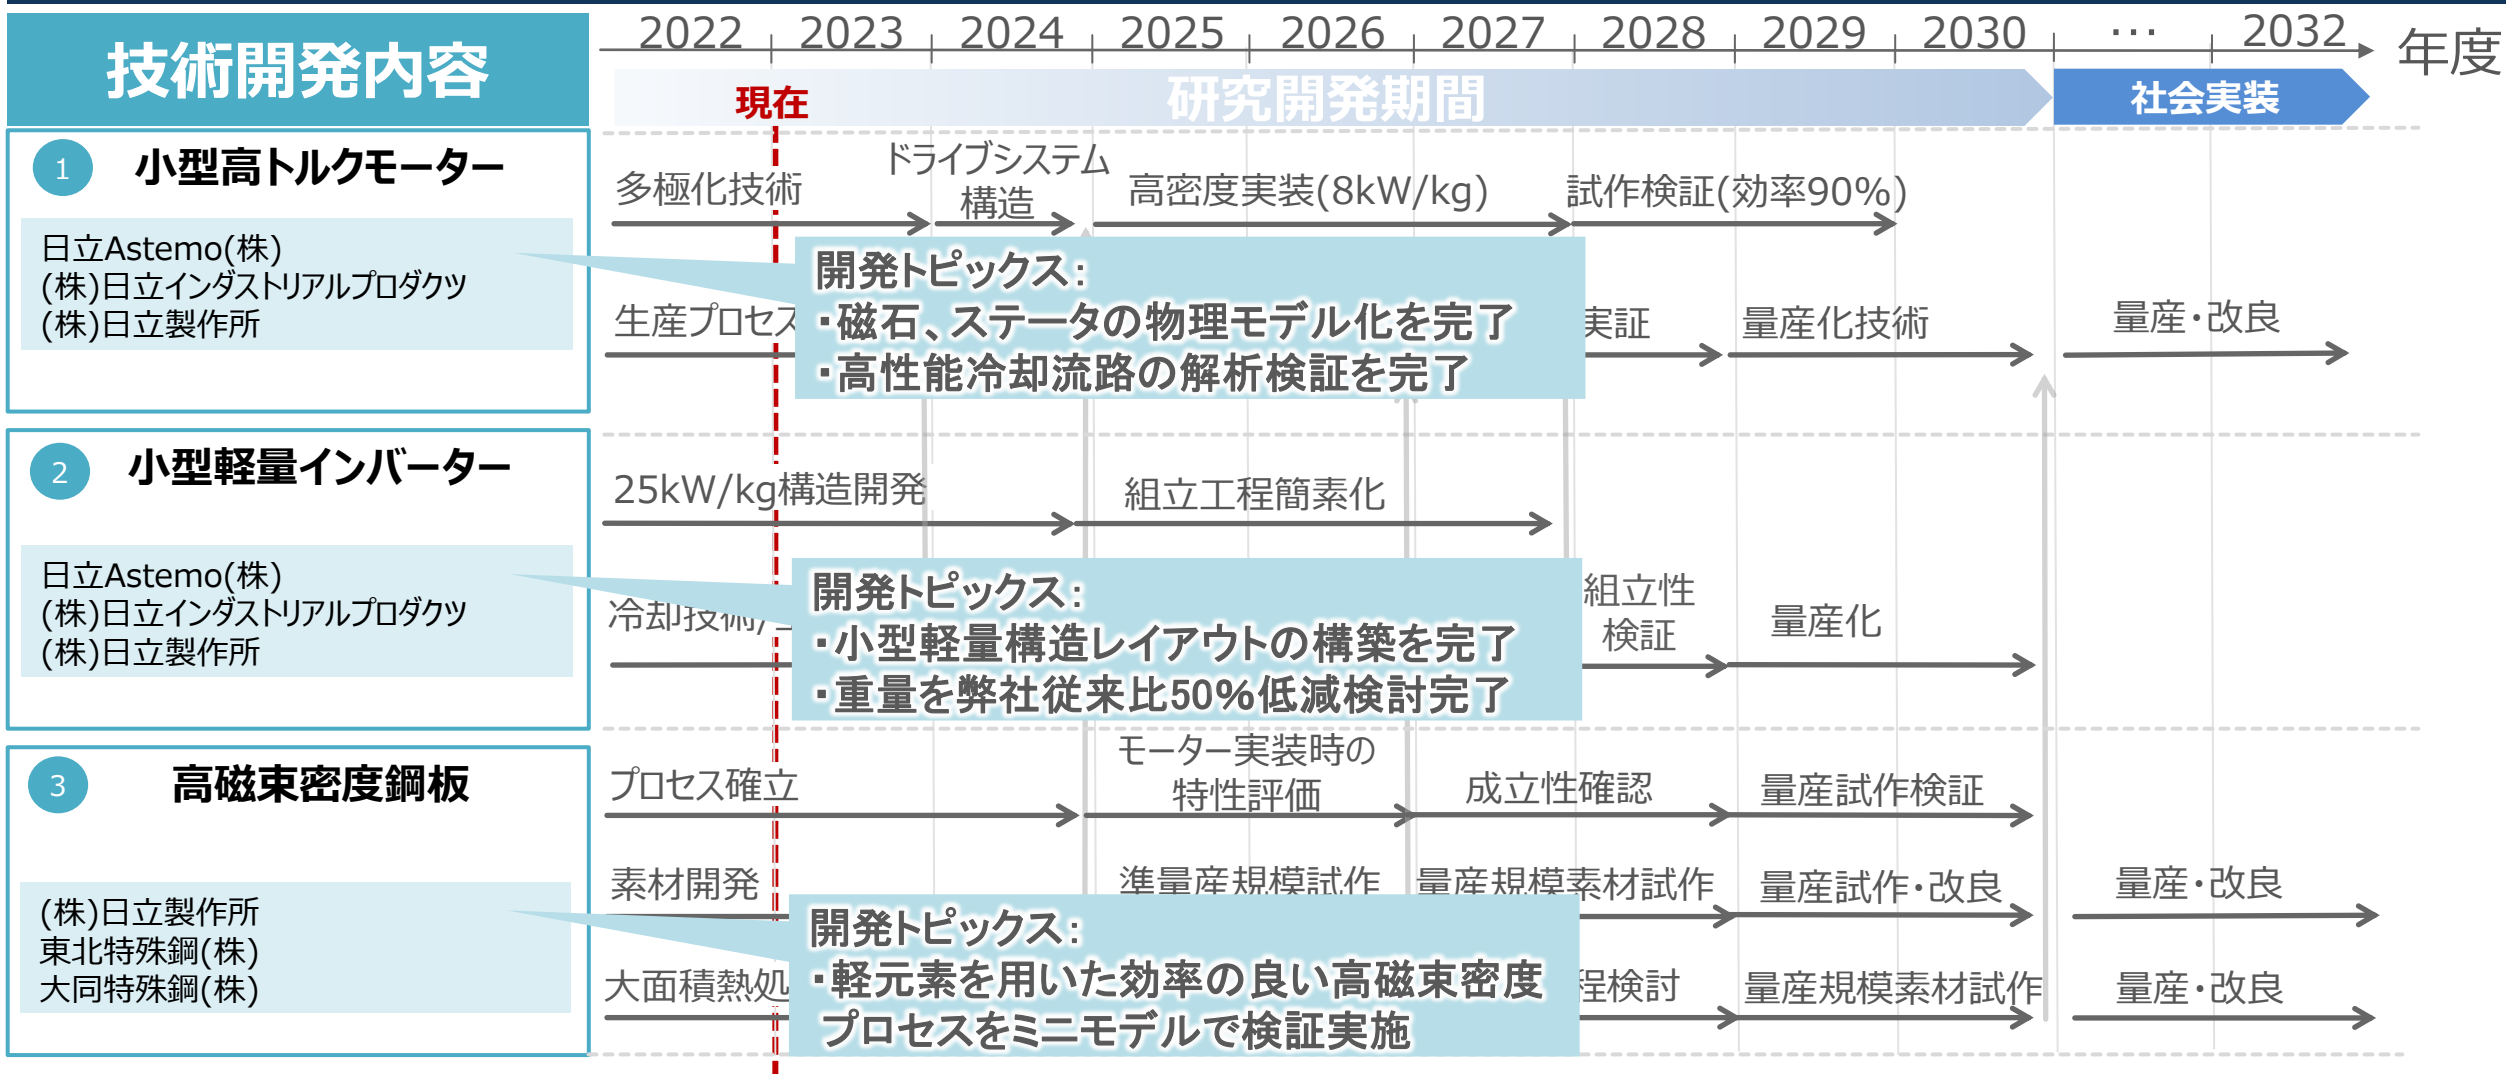 2022 2023 2024 2025 2026 2027 2028 2029 2030 … 2032 年度
技術開発内容
現在
研究開発期間
社会実装
1 小型高トルクモーター
日立Astemo(株)
(株)日立インダストリアルプロダクツ
(株)日立製作所
多極化技術
ドライブシステム
構造
高密度実装(8kW/kg)
試作検証(効率90%)
生産プロセス
開発トピックス：
・磁石、ステータの物理モデル化を完了
・高性能冷却流路の解析検証を完了
実証
量産化技術
量産・改良
2 小型軽量インバーター
日立Astemo(株)
(株)日立インダストリアルプロダクツ
(株)日立製作所
25kW/kg構造開発
組立工程簡素化
冷却技術/
開発トピックス：
・小型軽量構造レイアウトの構築を完了
・重量を弊社従来比50%低減検討完了
組立性
検証
量産化
3 高磁束密度鋼板
(株)日立製作所
東北特殊鋼(株)
大同特殊鋼(株)
プロセス確立
モーター実装時の
特性評価
成立性確認
量産試作検証
素材開発
準量産規模試作
量産規模素材試作
量産試作・改良
量産・改良
大面積熱処
開発トピックス：
・軽元素を用いた効率の良い高磁束密度
プロセスをミニモデルで検証実施
程検討
量産規模素材試作
量産・改良